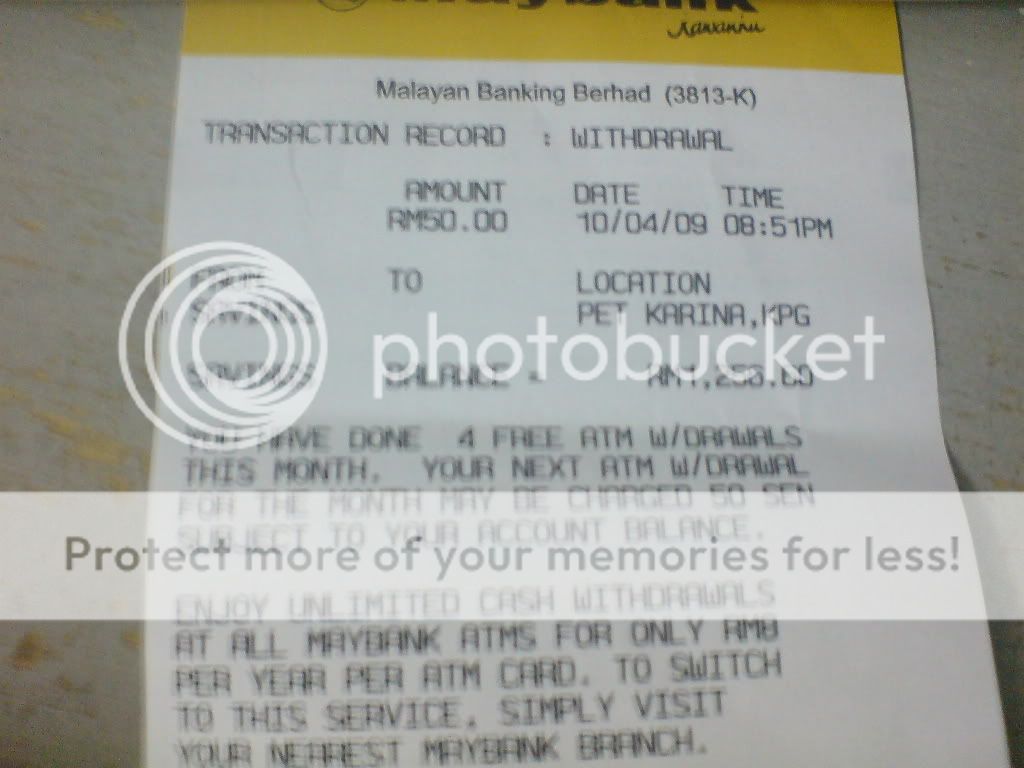 maybank
Malayan Banking Berhad (3813-K)
TRANSACTION RECORD : WITHDRAWAL
AMOUNT DATE TIME
RM50.00 10/04/09 08:51PM
FROM TO LOCATION
SAVINGS PET KARINA,KPG
photobucket
SAVINGS BALANCE -
YOU HAVE DONE 4 FREE ATM W/DRAWALS
THIS MONTH. YOUR NEXT ATM W/DRAWAL
FOR THE MONTH MAY BE CHARGED 50 SEN
SUBJECT TO YOUR ACCOUNT BALANCE.
Protect more of your memories for less!
ENJOY UNLIMITED CASH WITHDRAWALS
AT ALL MAYBANK ATMS FOR ONLY RM8
PER YEAR PER ATM CARD. TO SWITCH
TO THIS SERVICE, SIMPLY VISIT
YOUR NEAREST MAYBANK BRANCH.